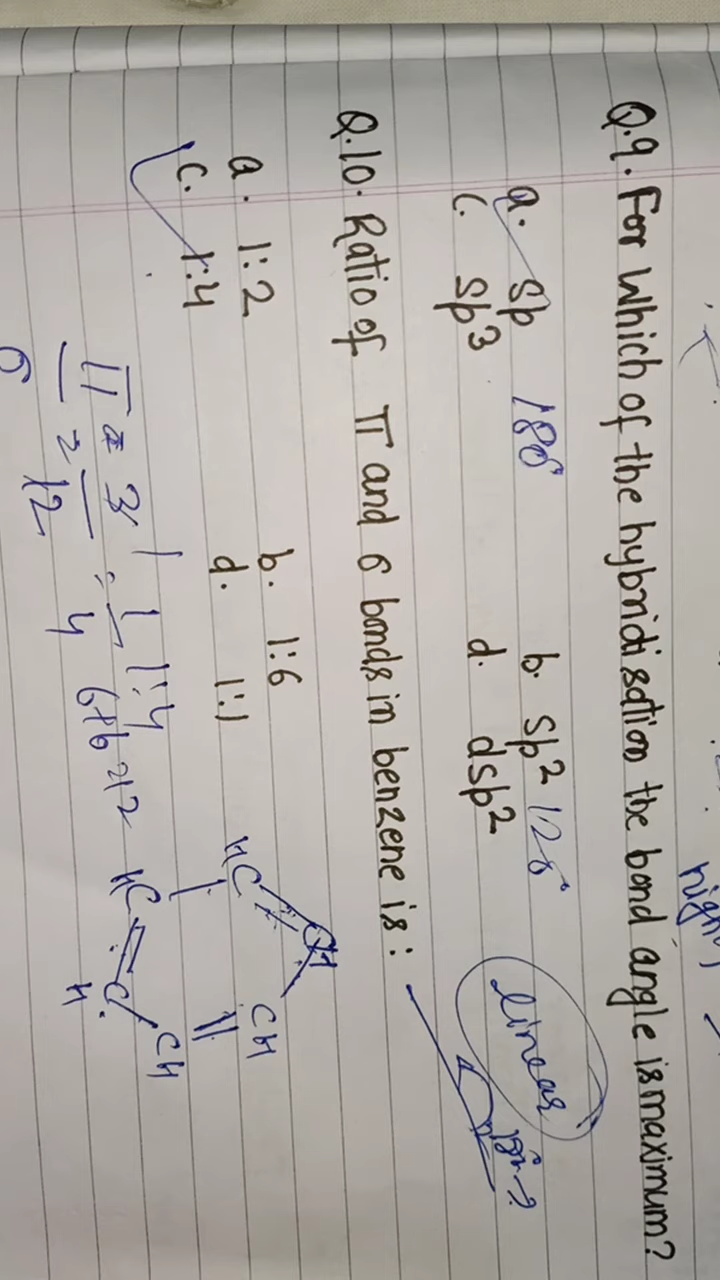 Q.9. For which of the hybridisation the bond angle is maximum?
a. sp 180° b. sp² 120°
c. sp³ d. dsp²
linear
Q.10. Ratio of π and σ bonds in benzene is:
a. 1:2 b. 1:6
c. 1:4 d. 1:1
CH
HC CH
HC CH
C
H
π = 3 = 1 1:4
σ 12 4
6+6=12